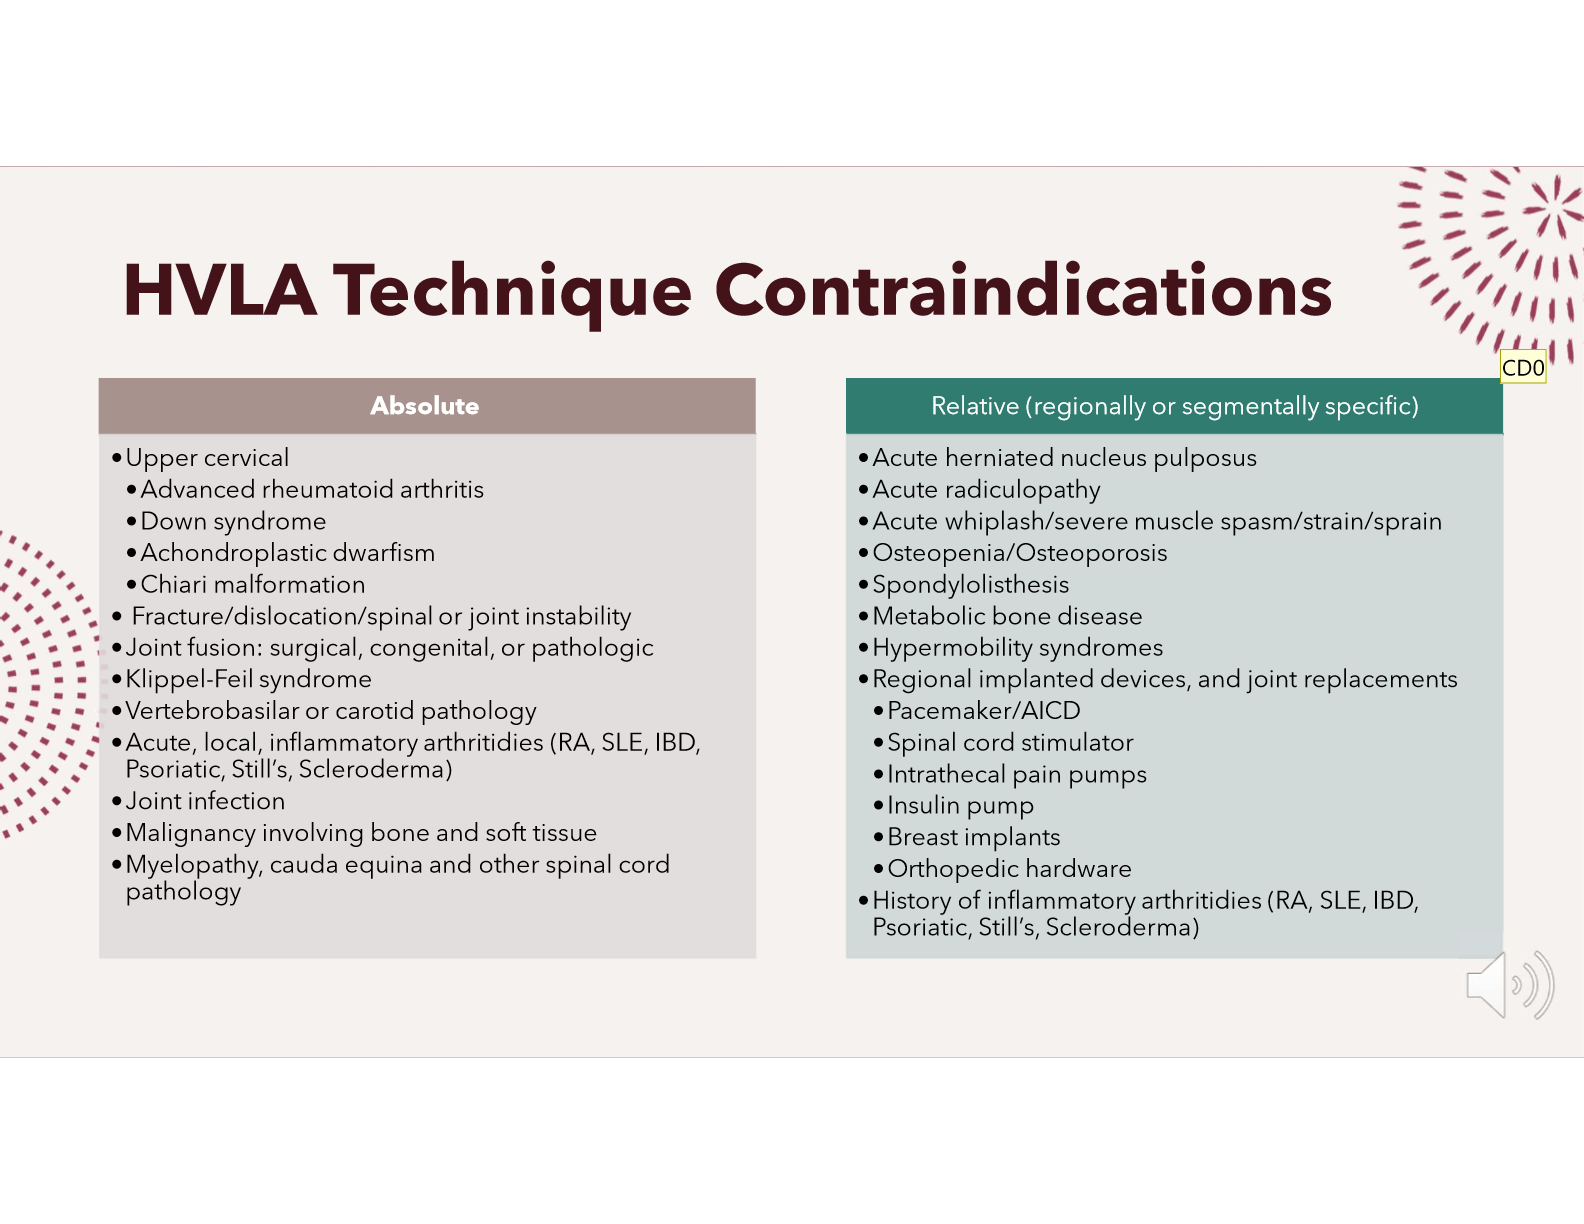 HVLA Technique Contraindications
CD0
Absolute
•Upper cervical
•Advanced rheumatoid arthritis
•Down syndrome
•Achondroplastic dwarfism
•Chiari malformation
• Fracture/dislocation/spinal or joint instability
•Joint fusion: surgical, congenital, or pathologic
•Klippel-Feil syndrome
•Vertebrobasilar or carotid pathology
•Acute, local, inflammatory arthritidies (RA, SLE, IBD,
Psoriatic, Still’s, Scleroderma)
•Joint infection
•Malignancy involving bone and soft tissue
•Myelopathy, cauda equina and other spinal cord
pathology
Relative (regionally or segmentally specific)
•Acute herniated nucleus pulposus
•Acute radiculopathy
•Acute whiplash/severe muscle spasm/strain/sprain
•Osteopenia/Osteoporosis
•Spondylolisthesis
•Metabolic bone disease
•Hypermobility syndromes
•Regional implanted devices, and joint replacements
•Pacemaker/AICD
•Spinal cord stimulator
•Intrathecal pain pumps
•Insulin pump
•Breast implants
•Orthopedic hardware
•History of inflammatory arthritidies (RA, SLE, IBD,
Psoriatic, Still’s, Scleroderma)